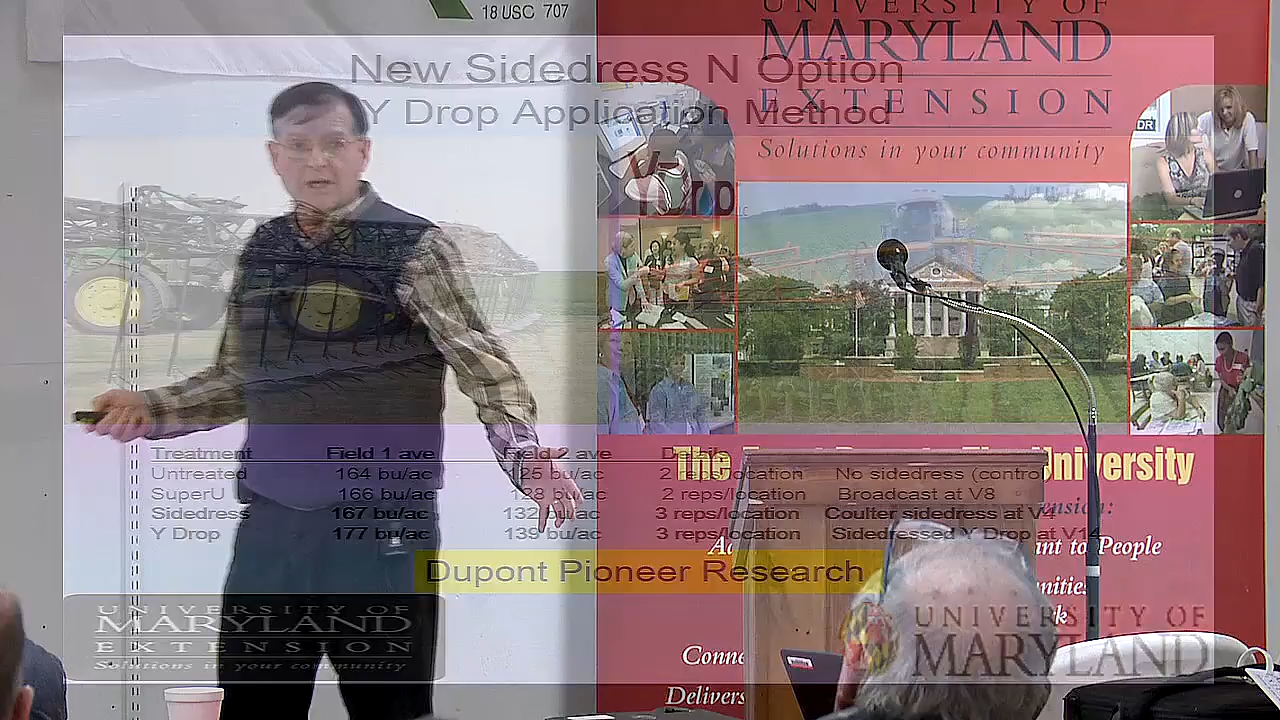 18 USC 707
UNIVERSITY OF
MARYLAND
EXTENSION
Solutions in your community
New Sidedress N Option
Y Drop Application Method
DR
The University
Treatment Field 1 ave Field 2 ave
Untreated 164 bu/ac 125 bu/ac 2 reps/location No sidedress (control
SuperU 166 bu/ac 128 bu/ac 2 reps/location Broadcast at V8
Sidedress 167 bu/ac 132 bu/ac 3 reps/location Coulter sidedress at V4
Y Drop 177 bu/ac 139 bu/ac 3 reps/location Sidedressed Y Drop at V14
to People
Dupont Pioneer Research
Delivers
UNIVERSITY OF
MARYLAND
EXTENSION
Solutions in your community
UNIVERSITY OF
MARYLAND